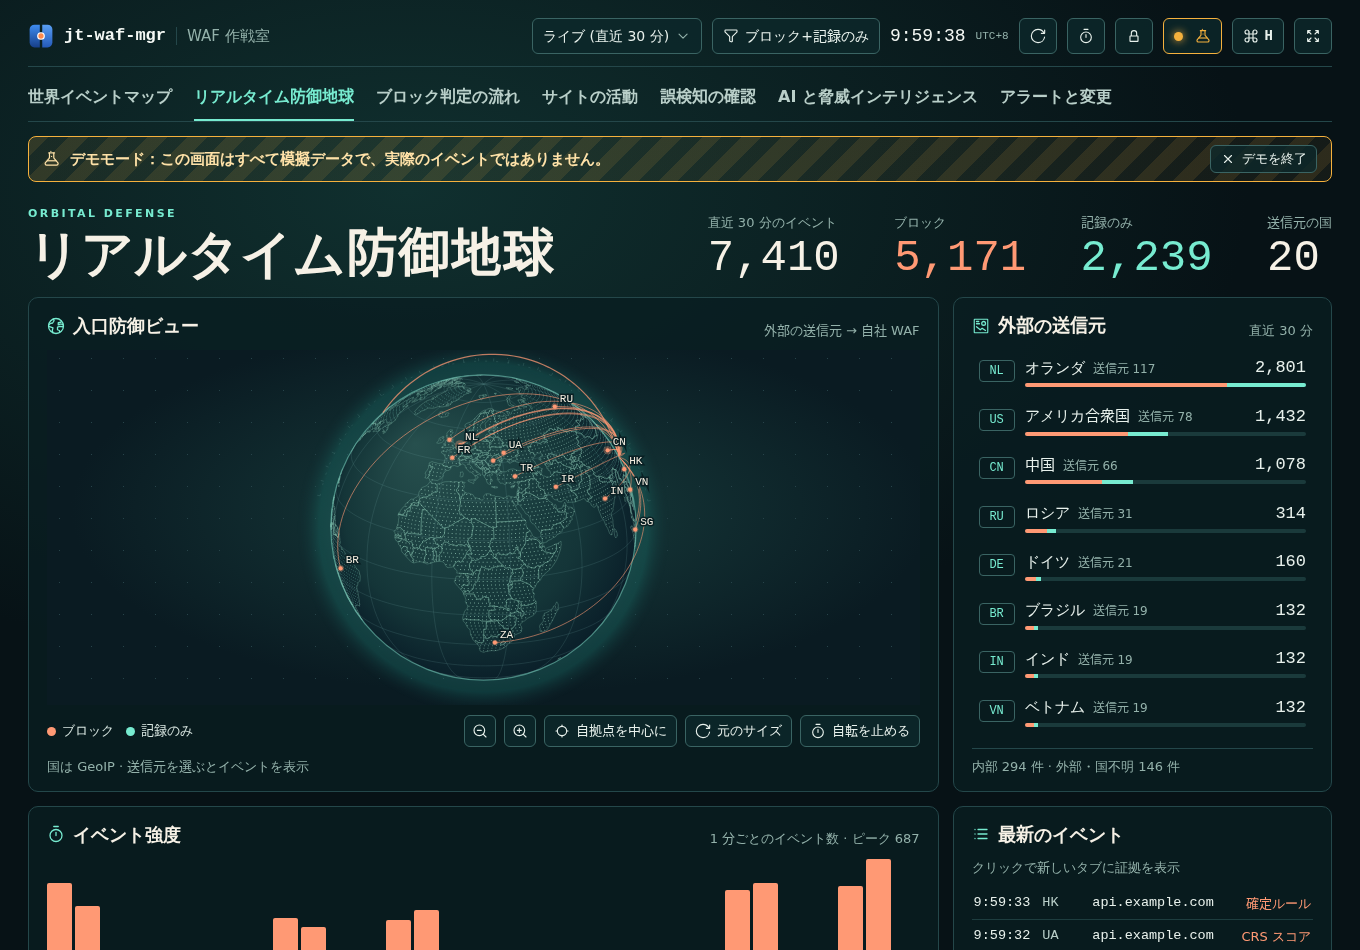 jt-waf-mgr
WAF 作戦室
ライブ (直近 30 分)
ブロック+記録のみ
9:59:38 UTC+8
⌘ H
世界イベントマップ
リアルタイム防御地球
ブロック判定の流れ
サイトの活動
誤検知の確認
AI と脅威インテリジェンス
アラートと変更
デモモード：この画面はすべて模擬データで、実際のイベントではありません。
デモを終了
ORBITAL DEFENSE
リアルタイム防御地球
直近 30 分のイベント
7,410
ブロック
5,171
記録のみ
2,239
送信元の国
20
入口防御ビュー
外部の送信元 → 自社 WAF
RU
NL
FR
UA
TR
IR
CN
HK
VN
IN
SG
BR
ZA
ブロック
記録のみ
自拠点を中心に
元のサイズ
自転を止める
国は GeoIP · 送信元を選ぶとイベントを表示
外部の送信元
直近 30 分
NL オランダ 送信元 117 2,801
US アメリカ合衆国 送信元 78 1,432
CN 中国 送信元 66 1,078
RU ロシア 送信元 31 314
DE ドイツ 送信元 21 160
BR ブラジル 送信元 19 132
IN インド 送信元 19 132
VN ベトナム 送信元 19 132
内部 294 件 · 外部・国不明 146 件
イベント強度
1 分ごとのイベント数 · ピーク 687
最新のイベント
クリックで新しいタブに証拠を表示
9:59:33 HK api.example.com 確定ルール
9:59:32 UA api.example.com CRS スコア